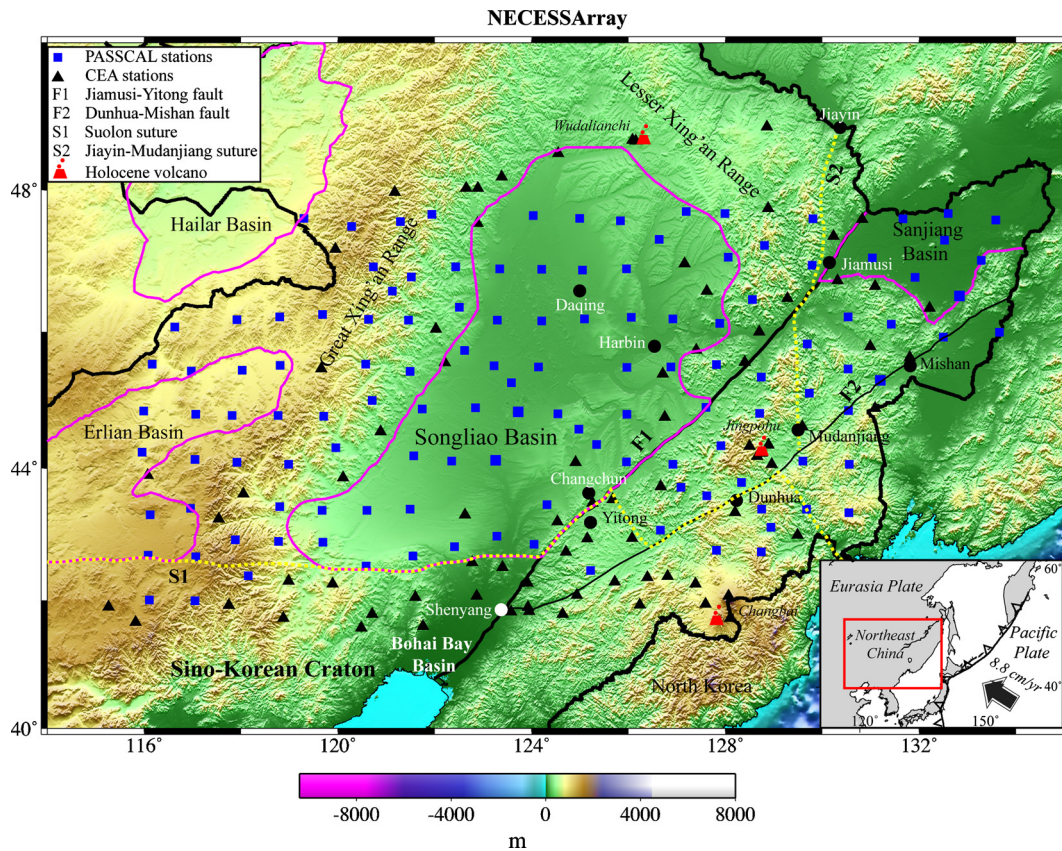 NECESSArray
PASSCAL stations
CEA stations
F1 Jiamusi-Yitong fault
F2 Dunhua-Mishan fault
S1 Suolon suture
S2 Jiayin-Mudanjiang suture
Holocene volcano
Lesser Xing'an Range
Wudalianchi
Jiayin
S2
48°
Hailar Basin
Great Xing'an Range
Sanjiang
Basin
Jiamusi
Daqing
Harbin
Mishan
F2
Erlian Basin
Songliao Basin
F1
Jingpohu
Mudanjiang
44°
Changchun
Yitong
Dunhua
S1
Shenyang
Changbai
Bohai Bay
Basin
Sino-Korean Craton
North Korea
40°
Eurasia Plate
60°
Northeast
China
Pacific
Plate
8.8 cm/yr
40°
120°
150°
116°
120°
124°
128°
132°
-8000
-4000
0
4000
8000
m